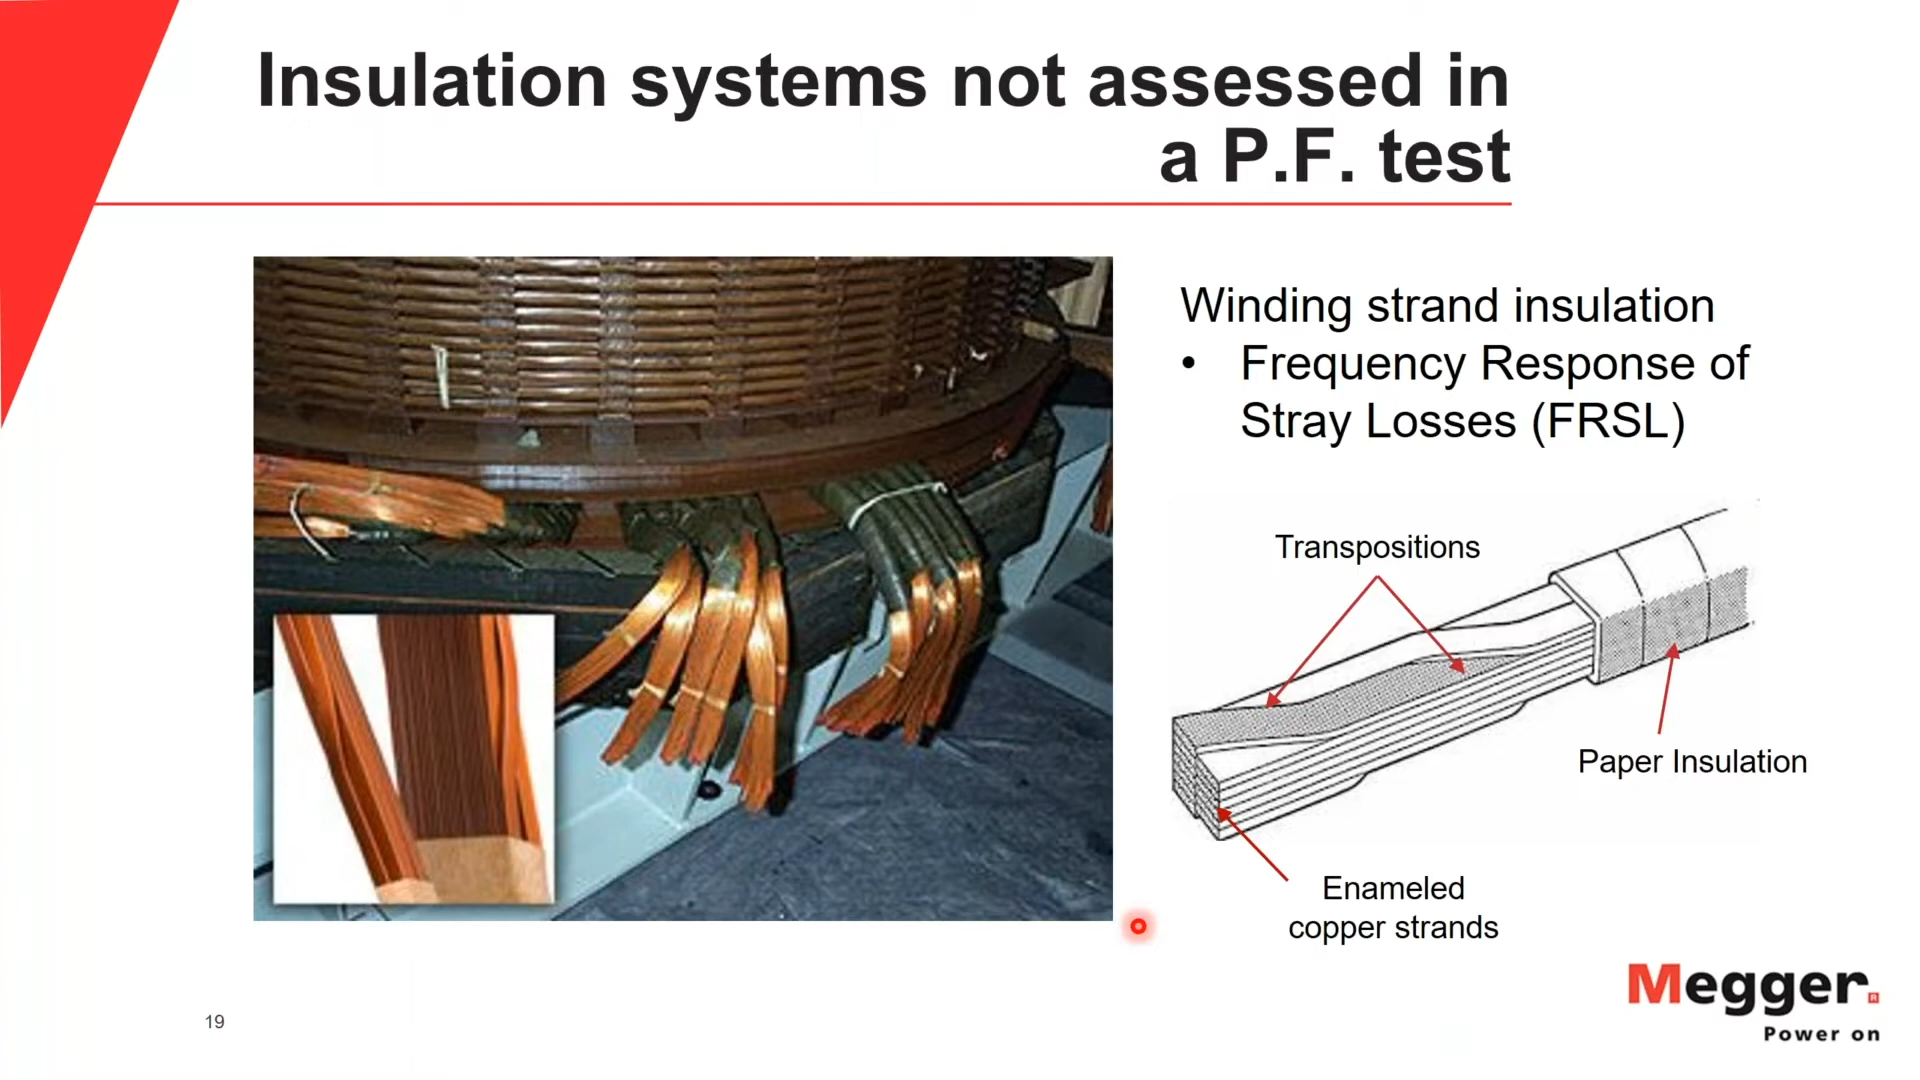 Insulation systems not assessed in
a P.F. test
Winding strand insulation
• Frequency Response of
Stray Losses (FRSL)
Transpositions
Paper Insulation
Enameled
copper strands
Megger®
Power on
19